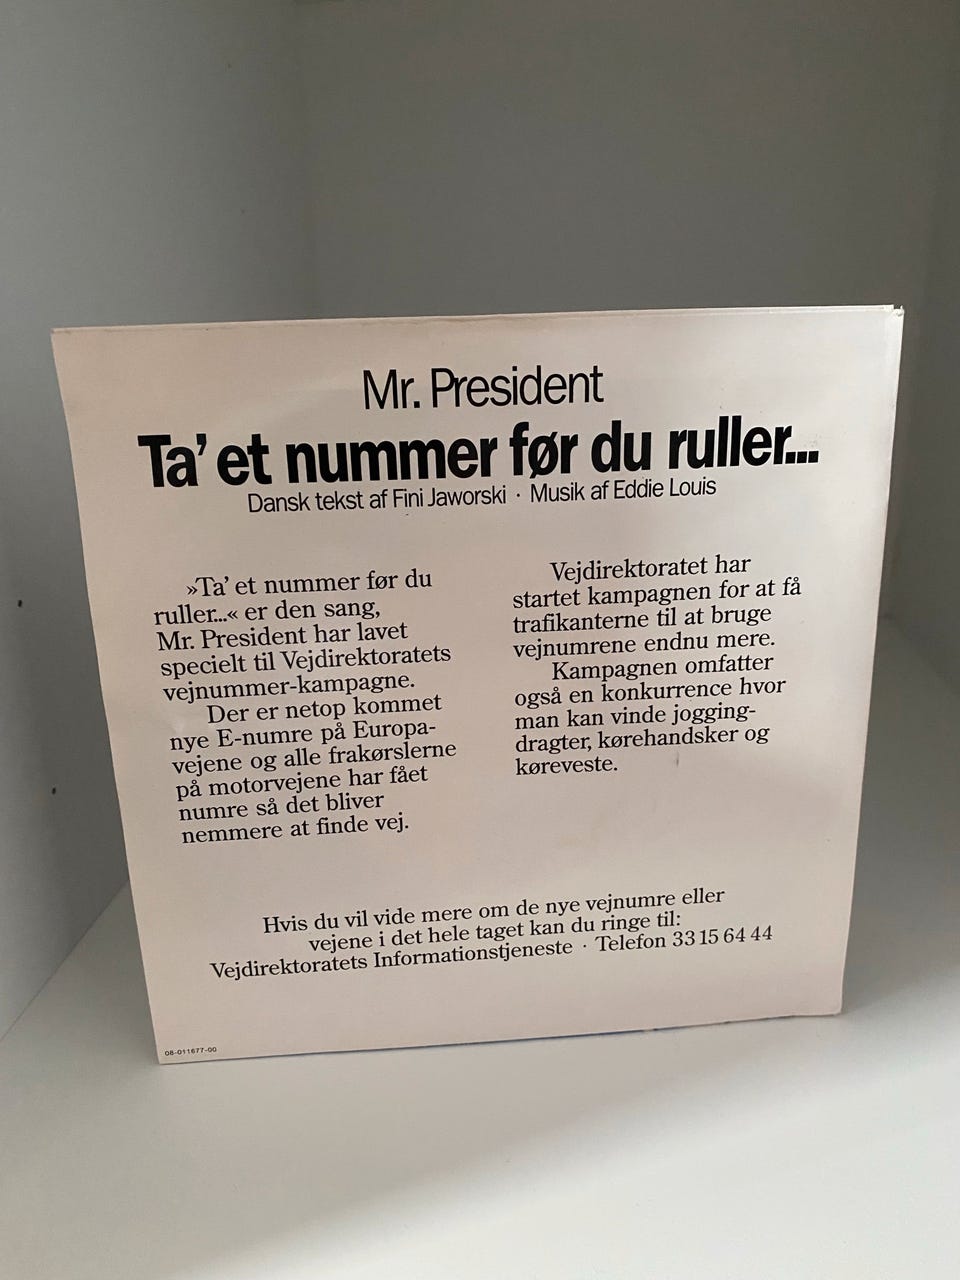 Mr. President
Ta’ et nummer før du ruller...
Dansk tekst af Fini Jaworski · Musik af Eddie Louis
»Ta’ et nummer før du
ruller...« er den sang,
Mr. President har lavet
specielt til Vejdirektoratets
vejnummer-kampagne.
Der er netop kommet
nye E-numre på Europa-
vejene og alle frakørslerne
på motorvejene har fået
numre så det bliver
nemmere at finde vej.
Vejdirektoratet har
startet kampagnen for at få
trafikanterne til at bruge
vejnumrene endnu mere.
Kampagnen omfatter
også en konkurrence hvor
man kan vinde jogging-
dragter, kørehandsker og
køreveste.
Hvis du vil vide mere om de nye vejnumre eller
vejene i det hele taget kan du ringe til:
Vejdirektoratets Informationstjeneste · Telefon 33 15 64 44
08-011677-00